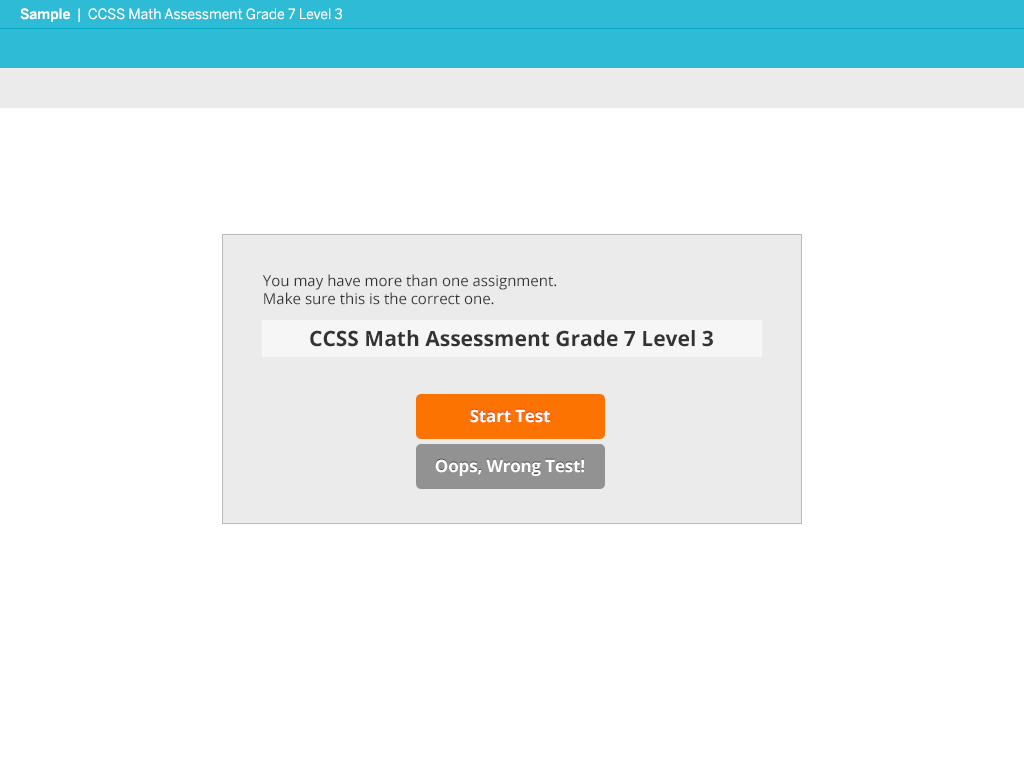 Sample | CCSS Math Assessment Grade 7 Level 3
You may have more than one assignment.
Make sure this is the correct one.
CCSS Math Assessment Grade 7 Level 3
Start Test
Oops, Wrong Test!